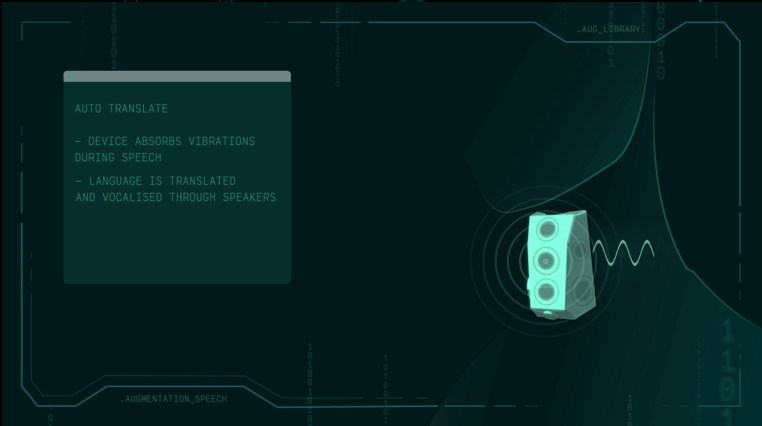 .AUG_LIBRARY
AUTO TRANSLATE
– DEVICE ABSORBS VIBRATIONS
DURING SPEECH
– LANGUAGE IS TRANSLATED
AND VOCALISED THROUGH SPEAKERS
.AUGMENTATION_SPEECH